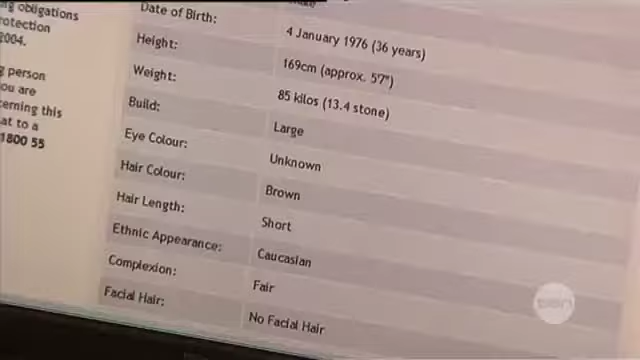 ag obligations
rotection
2004.
g person
ou are
cerning this
at to a
1800 55
Date of Birth: 4 January 1976 (36 years)
Height: 169cm (approx. 5'7")
Weight: 85 kilos (13.4 stone)
Build: Large
Eye Colour: Unknown
Hair Colour: Brown
Hair Length: Short
Ethnic Appearance: Caucasian
Complexion: Fair
Facial Hair: No Facial Hair
ten